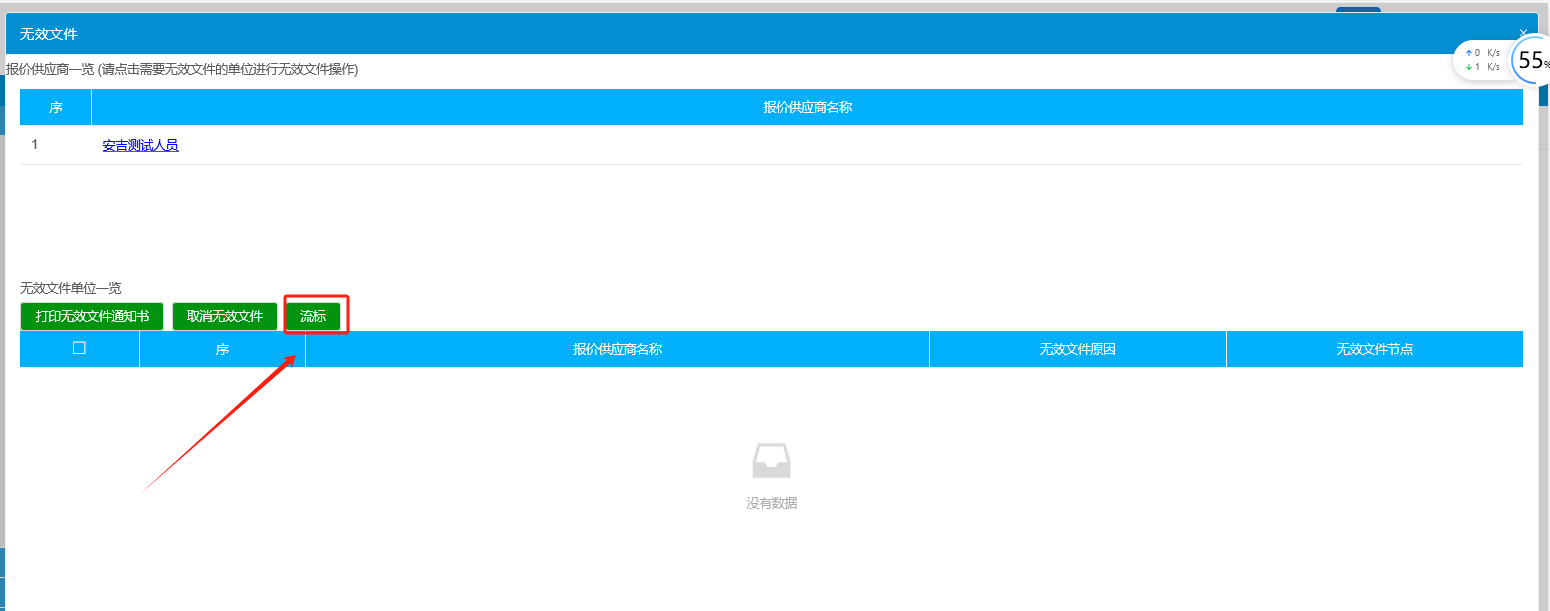 无效文件
×
报价供应商一览 (请点击需要无效文件的单位进行无效文件操作)
0 K/s
1 K/s
55%
序 报价供应商名称
1 安吉测试人员
无效文件单位一览
打印无效文件通知书 取消无效文件 流标
序 报价供应商名称 无效文件原因 无效文件节点
没有数据